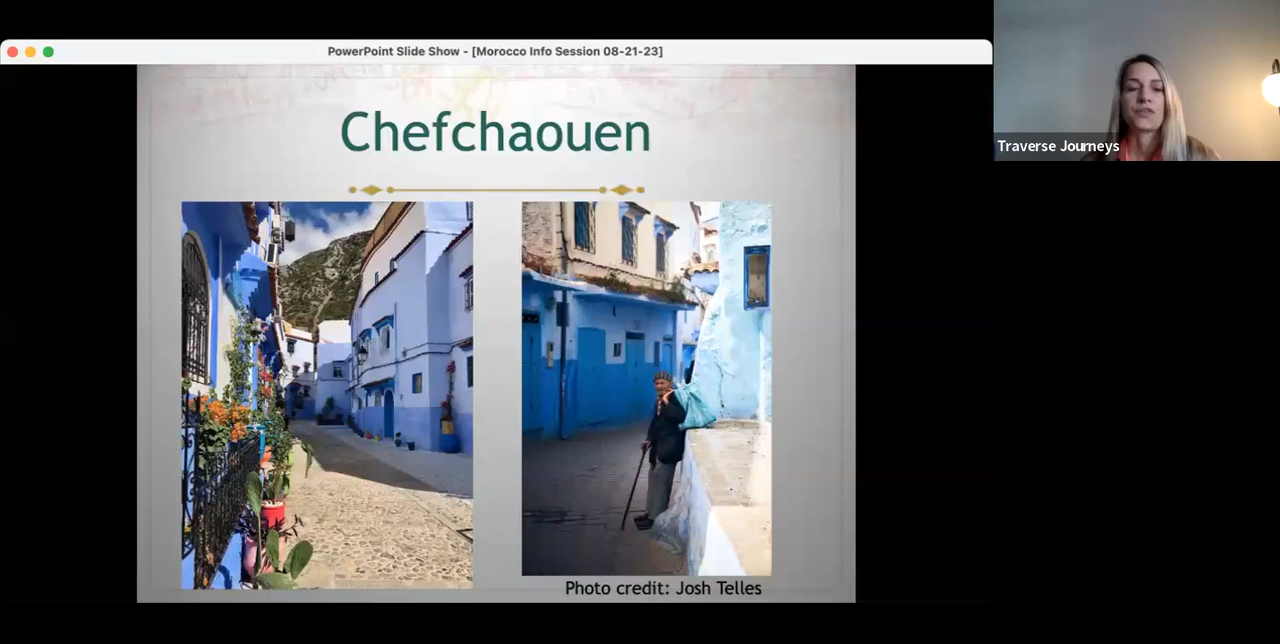 PowerPoint Slide Show - [Morocco Info Session 08-21-23]
Traverse Journeys
Chefchaouen
Photo credit: Josh Telles